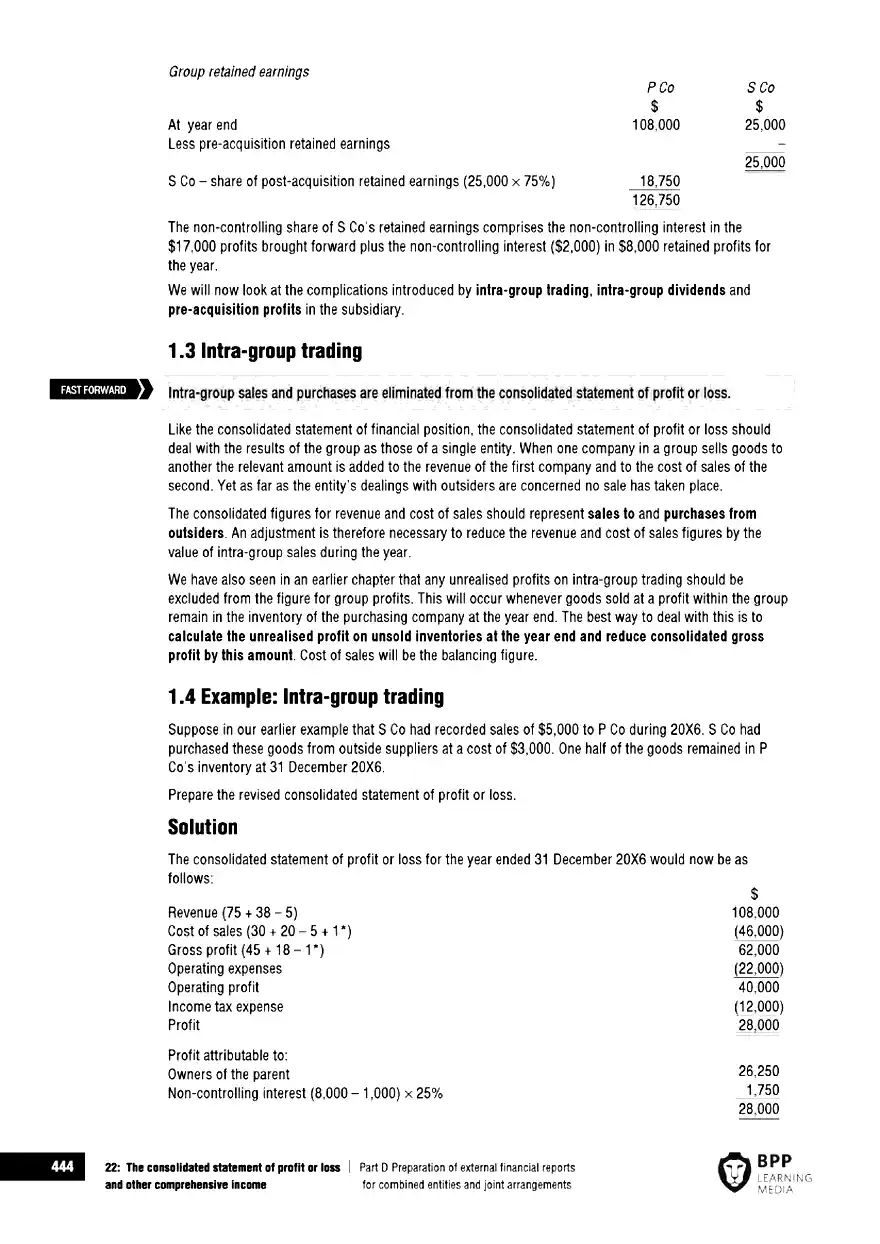 Group retained earnings
P Co S Co
$ $
At year end 108,000 25,000
Less pre-acquisition retained earnings –
25,000
S Co – share of post-acquisition retained earnings (25,000 × 75%) 18,750
126,750
The non-controlling share of S Co's retained earnings comprises the non-controlling interest in the
$17,000 profits brought forward plus the non-controlling interest ($2,000) in $8,000 retained profits for
the year.
We will now look at the complications introduced by intra-group trading, intra-group dividends and
pre-acquisition profits in the subsidiary.
1.3 Intra-group trading
FAST FORWARD
Intra-group sales and purchases are eliminated from the consolidated statement of profit or loss.
Like the consolidated statement of financial position, the consolidated statement of profit or loss should
deal with the results of the group as those of a single entity. When one company in a group sells goods to
another the relevant amount is added to the revenue of the first company and to the cost of sales of the
second. Yet as far as the entity's dealings with outsiders are concerned no sale has taken place.
The consolidated figures for revenue and cost of sales should represent sales to and purchases from
outsiders. An adjustment is therefore necessary to reduce the revenue and cost of sales figures by the
value of intra-group sales during the year.
We have also seen in an earlier chapter that any unrealised profits on intra-group trading should be
excluded from the figure for group profits. This will occur whenever goods sold at a profit within the group
remain in the inventory of the purchasing company at the year end. The best way to deal with this is to
calculate the unrealised profit on unsold inventories at the year end and reduce consolidated gross
profit by this amount. Cost of sales will be the balancing figure.
1.4 Example: Intra-group trading
Suppose in our earlier example that S Co had recorded sales of $5,000 to P Co during 20X6. S Co had
purchased these goods from outside suppliers at a cost of $3,000. One half of the goods remained in P
Co's inventory at 31 December 20X6.
Prepare the revised consolidated statement of profit or loss.
Solution
The consolidated statement of profit or loss for the year ended 31 December 20X6 would now be as
follows:
$
Revenue (75 + 38 – 5) 108,000
Cost of sales (30 + 20 – 5 + 1*) (46,000)
Gross profit (45 + 18 – 1*) 62,000
Operating expenses (22,000)
Operating profit 40,000
Income tax expense (12,000)
Profit 28,000
Profit attributable to:
Owners of the parent 26,250
Non-controlling interest (8,000 – 1,000) × 25% 1,750
28,000
444
22: The consolidated statement of profit or loss | Part D Preparation of external financial reports
and other comprehensive income for combined entities and joint arrangements
BPP
LEARNING
MEDIA